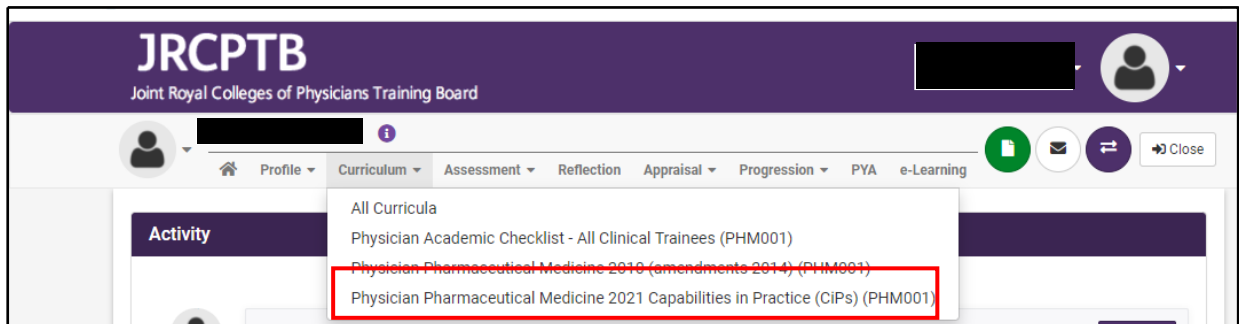 JRCPTB
Joint Royal Colleges of Physicians Training Board
i
Profile Curriculum Assessment Reflection Appraisal Progression PYA e-Learning Close
All Curricula
Activity
Physician Academic Checklist - All Clinical Trainees (PHM001)
Physician Pharmaceutical Medicine 2010 (amendments 2014) (PHM001)
Physician Pharmaceutical Medicine 2021 Capabilities in Practice (CiPs) (PHM001)